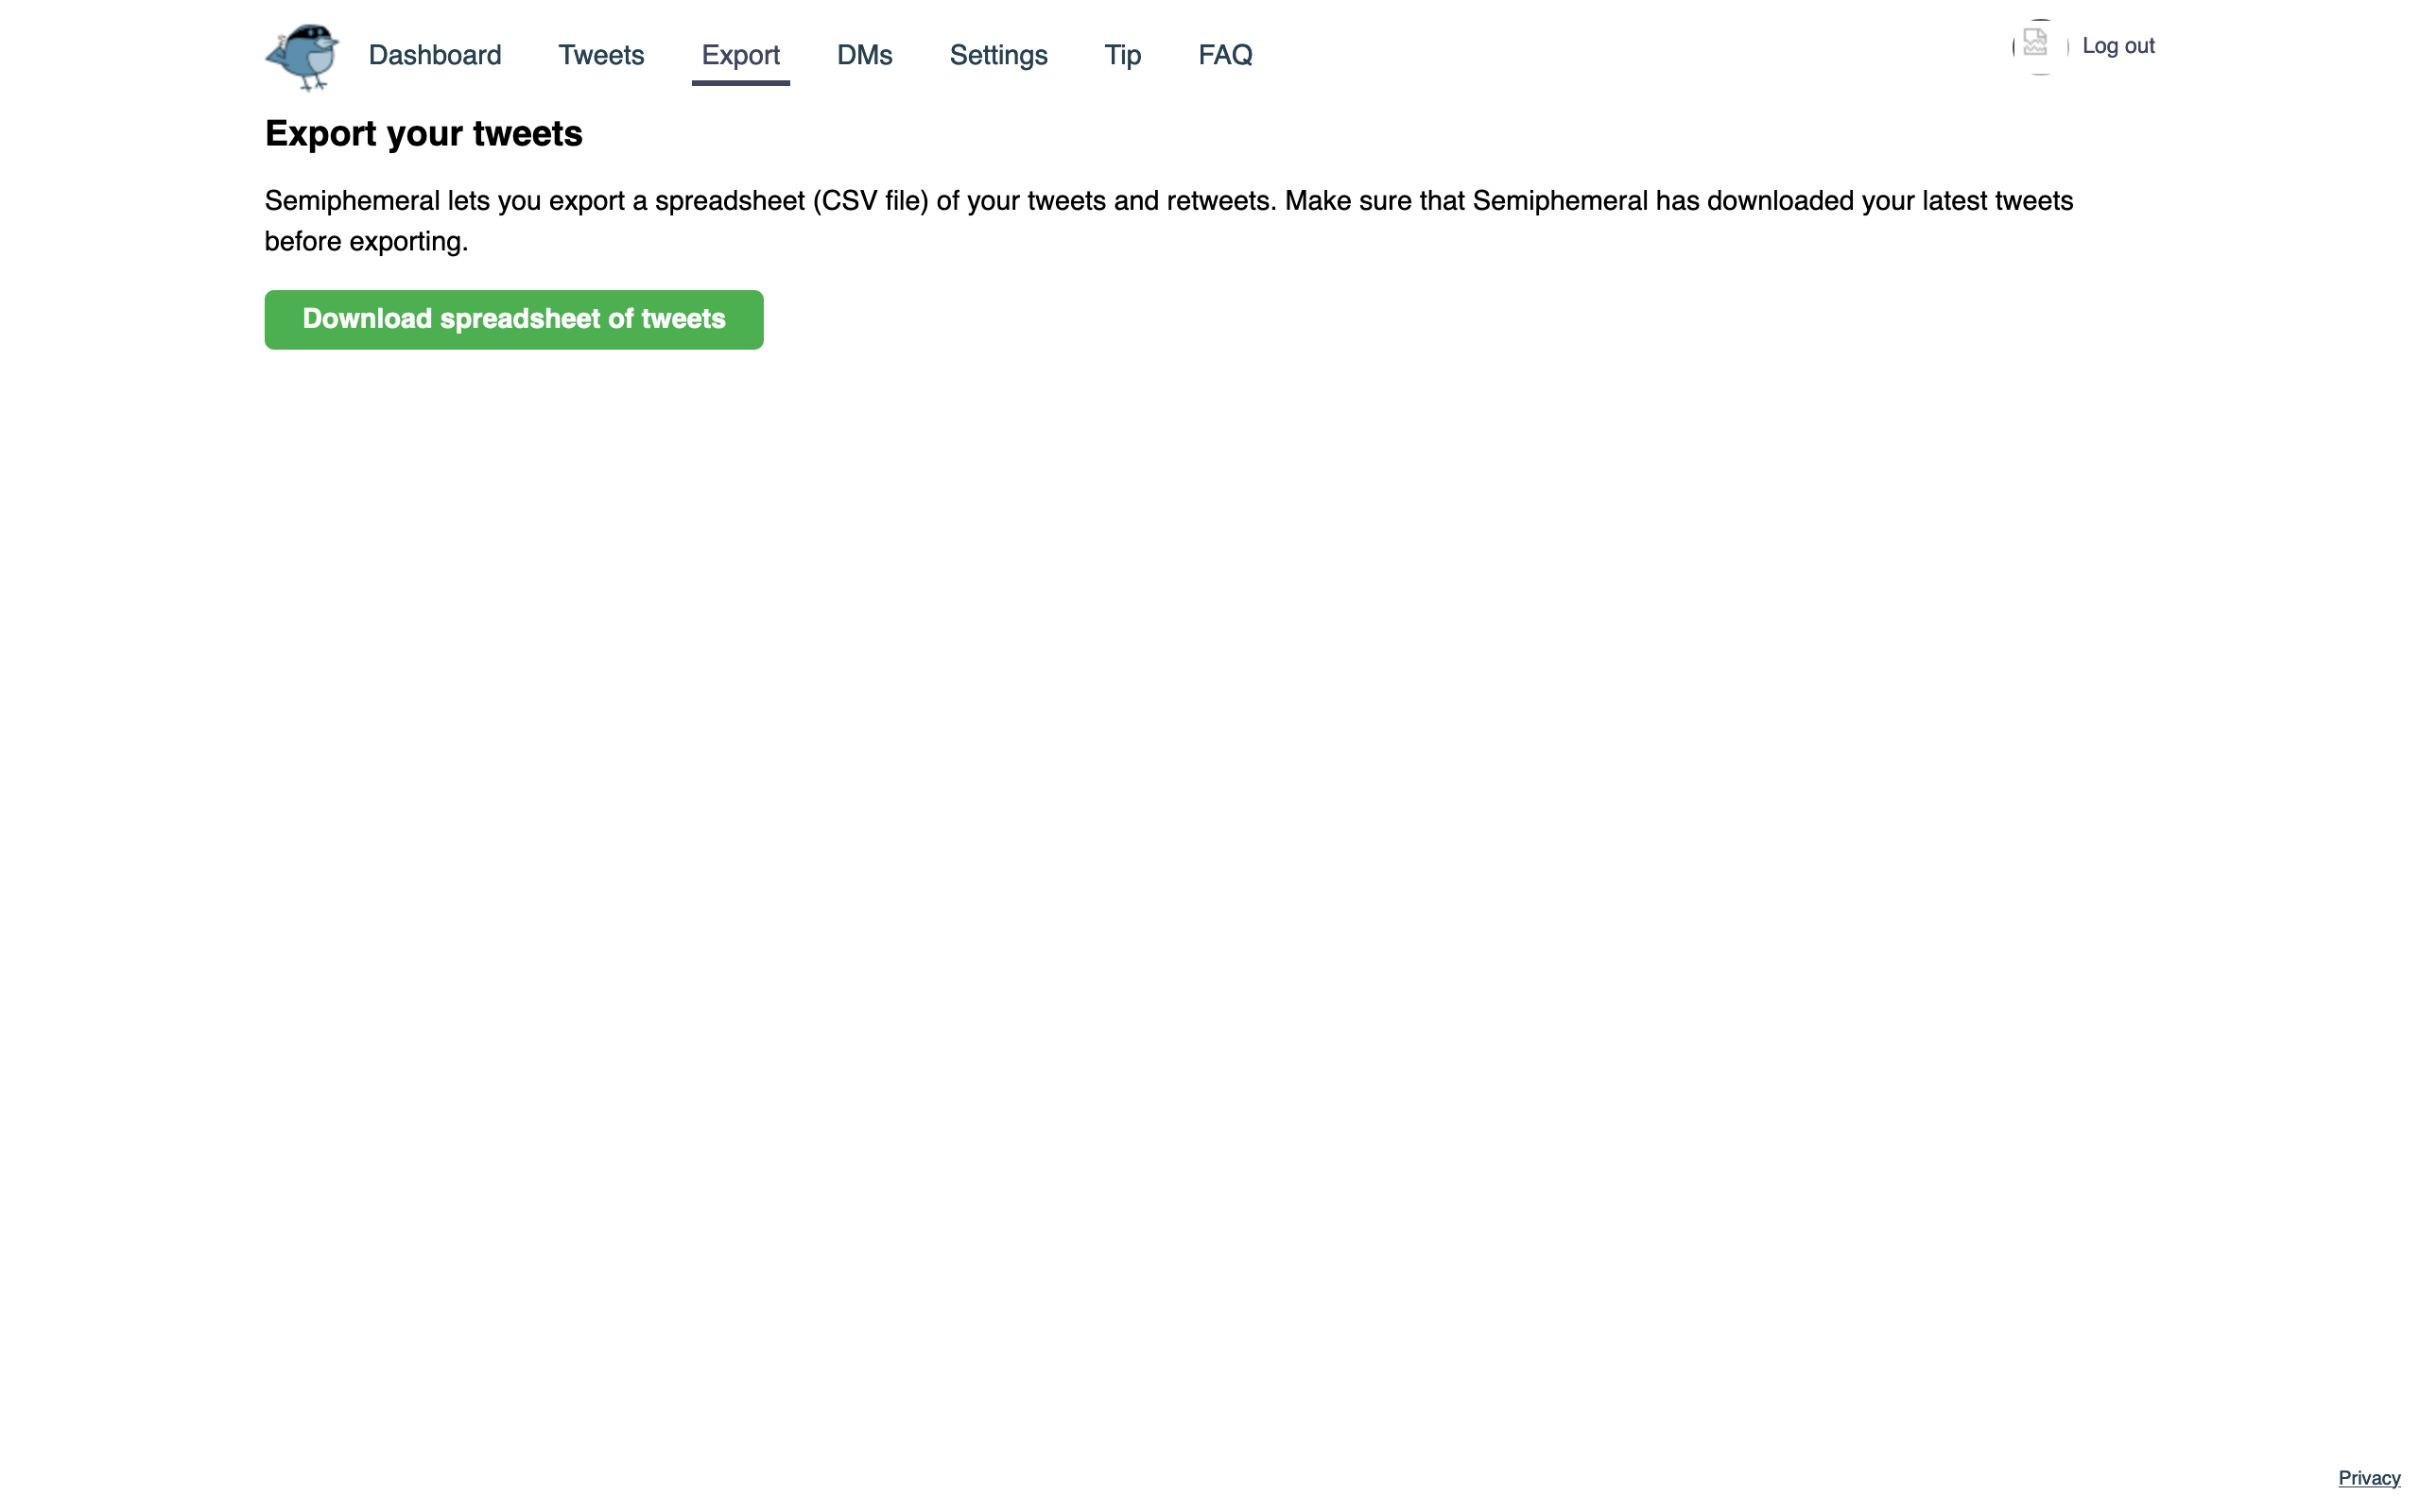 Dashboard Tweets Export DMs Settings Tip FAQ Log out
Export your tweets
Semiphemeral lets you export a spreadsheet (CSV file) of your tweets and retweets. Make sure that Semiphemeral has downloaded your latest tweets
before exporting.
Download spreadsheet of tweets
Privacy